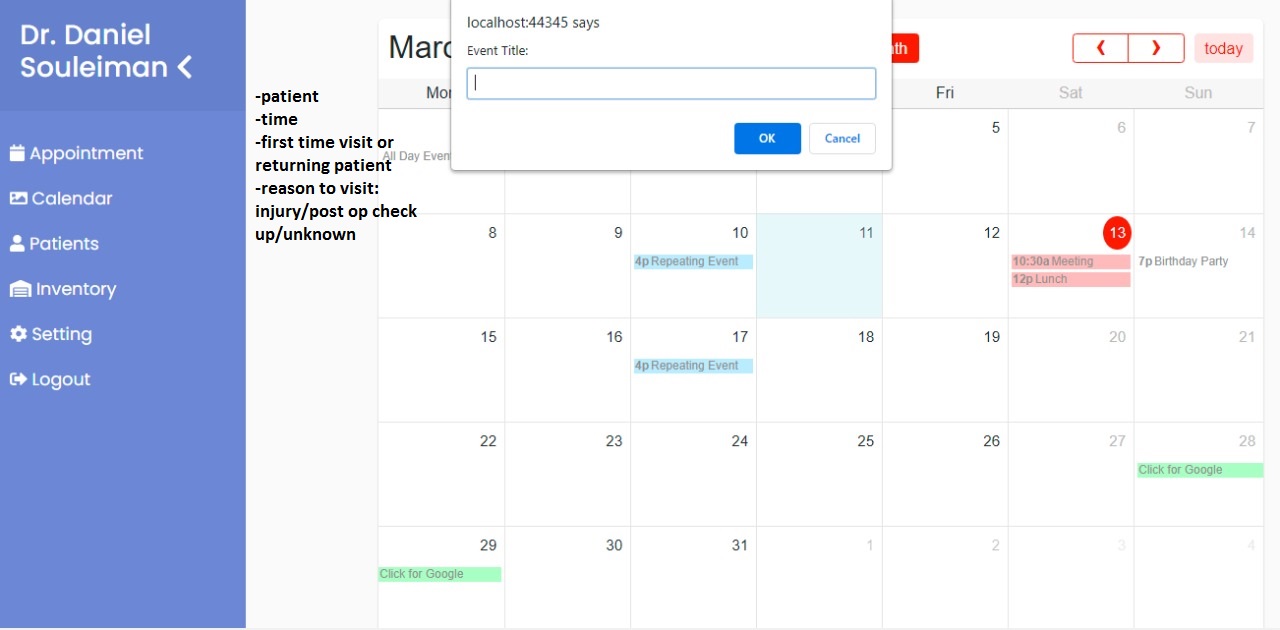 Dr. Daniel
Souleiman
Appointment
Calendar
Patients
Inventory
Setting
Logout
-patient
-time
-first time visit or
returning patient
-reason to visit:
injury/post op check
up/unknown
localhost:44345 says
Event Title:
OK
Cancel
Marc
nth
today
Mon
Fri
Sat
Sun
5
6
7
All Day Event
8
9
10
11
12
13
14
4p Repeating Event
10:30a Meeting
12p Lunch
7p Birthday Party
15
16
17
18
19
20
21
4p Repeating Event
22
23
24
25
26
27
28
Click for Google
29
30
31
1
2
3
4
Click for Google